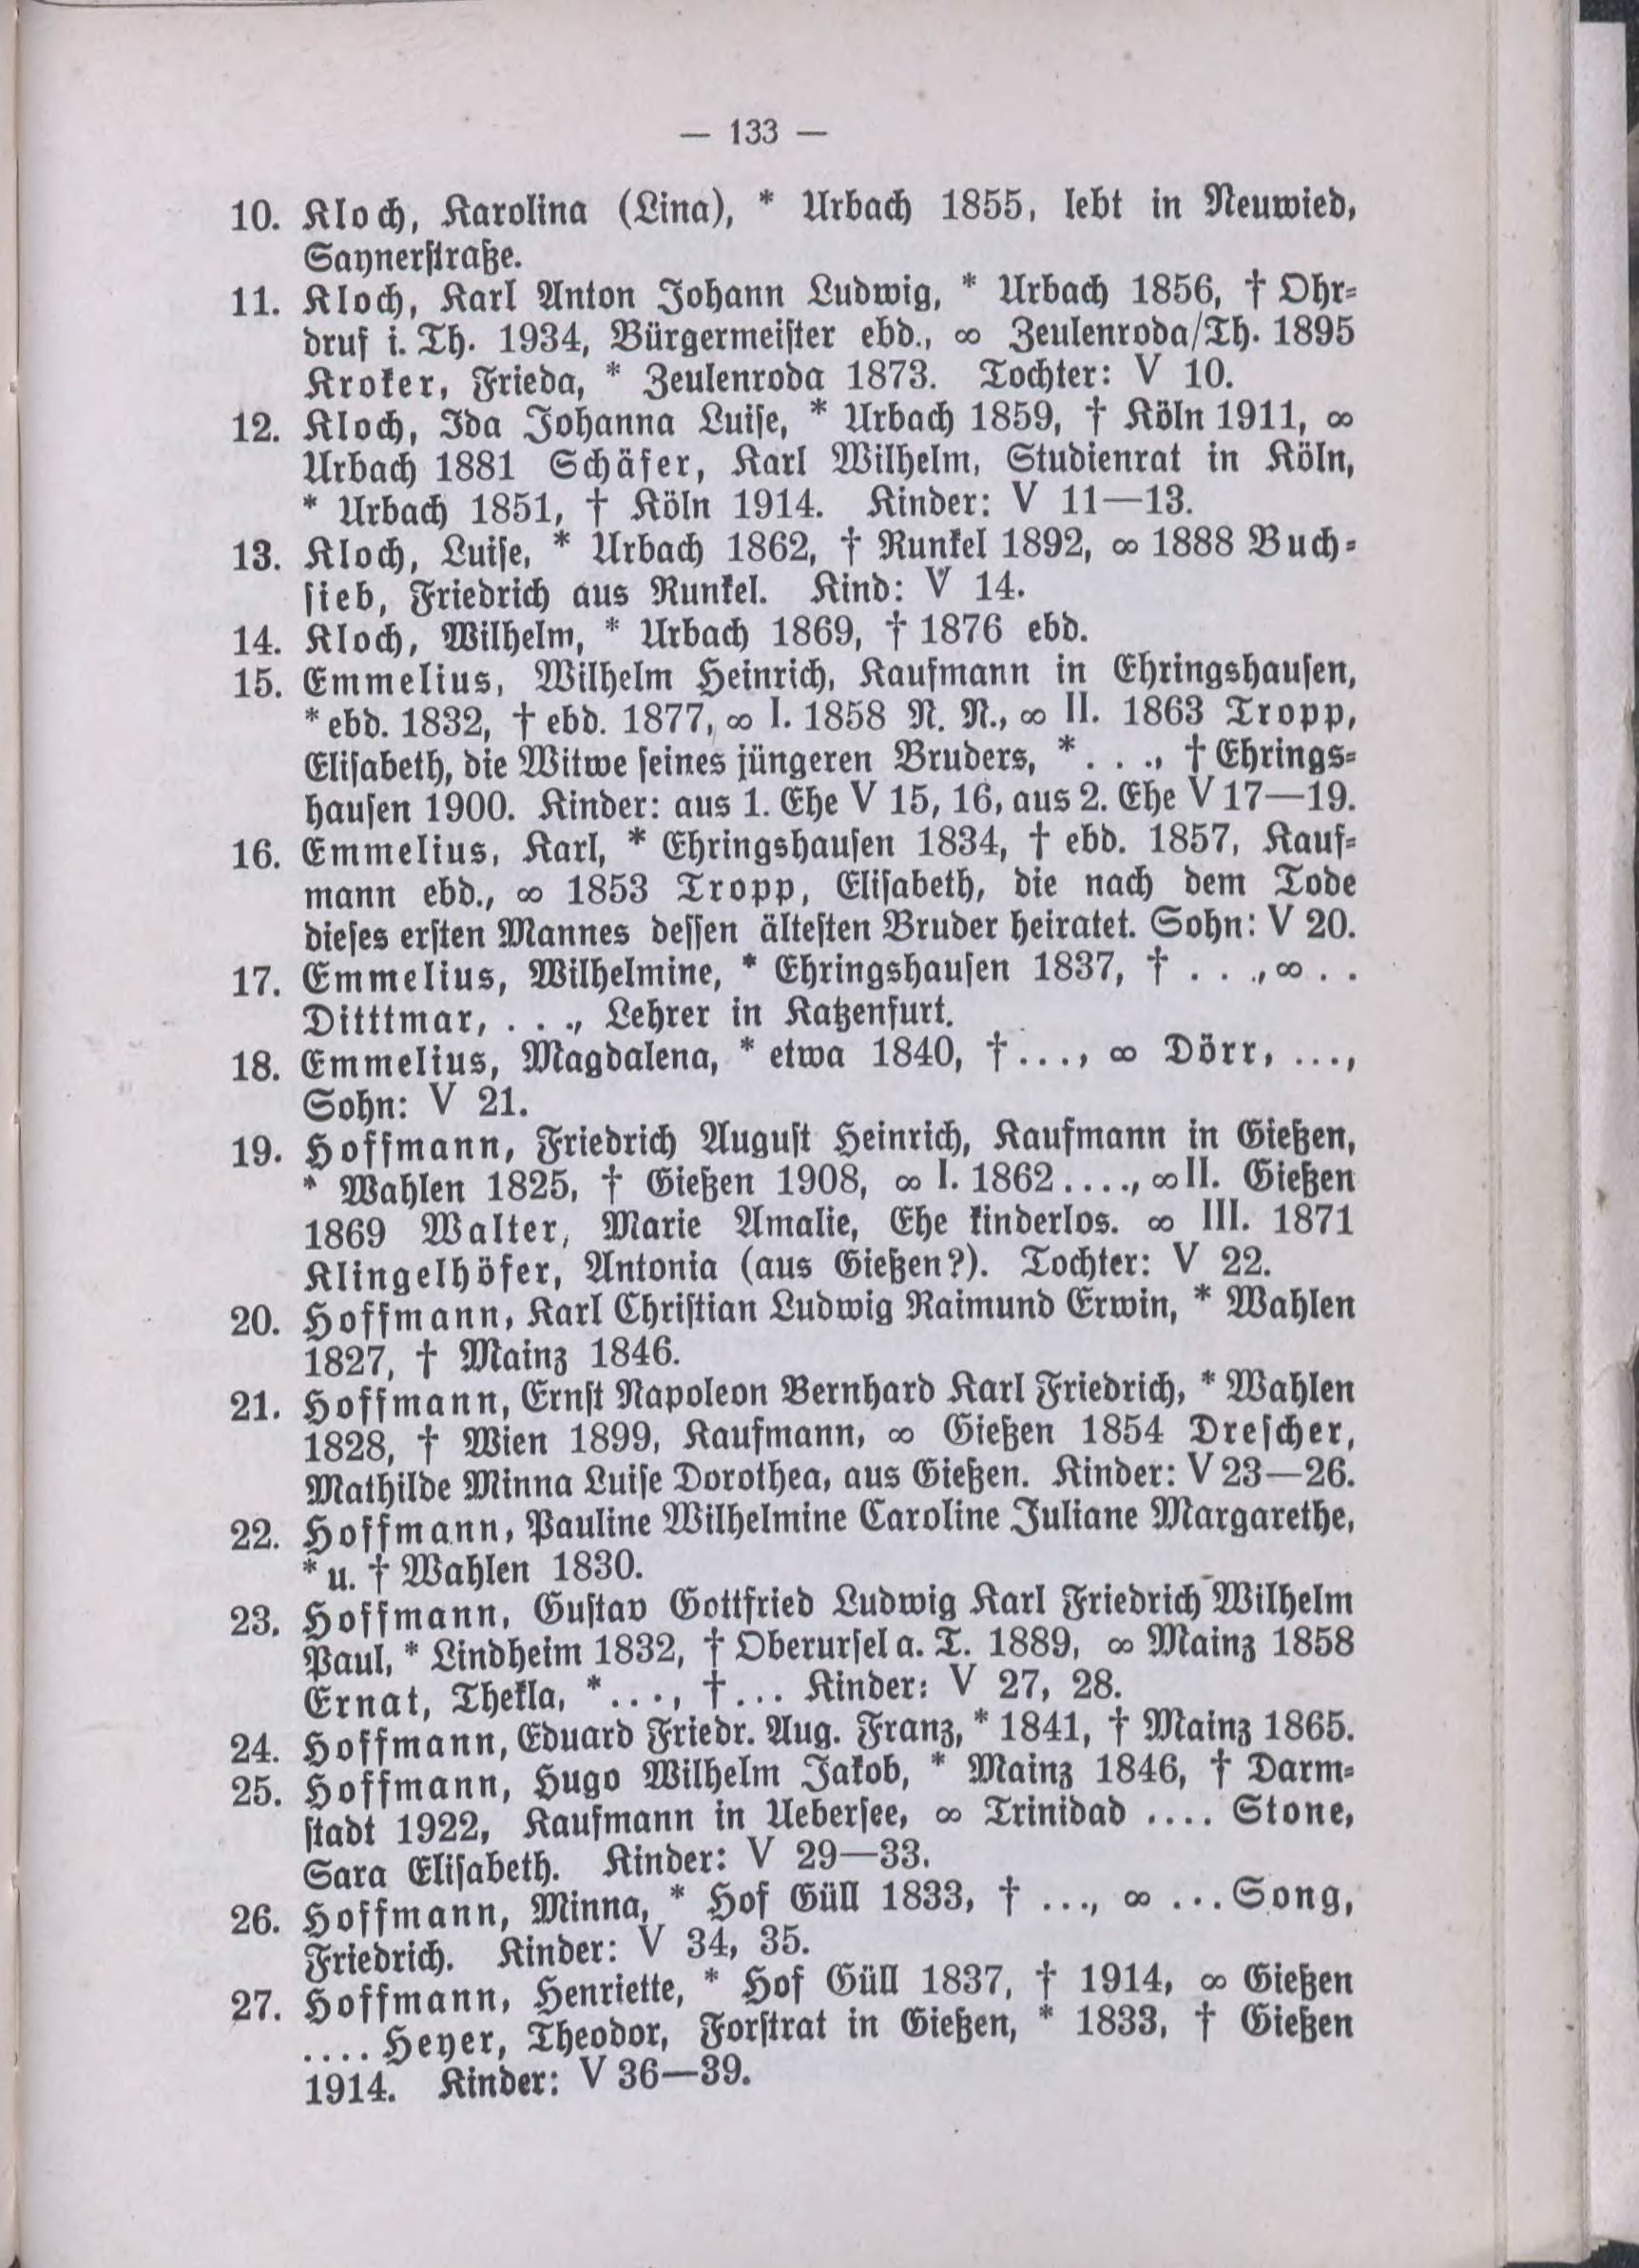 — 133 —
10. Kloch, Karolina (Lina), * Urbach 1855, lebt in Neuwied,
Saynerstraße.
11. Kloch, Karl Anton Johann Ludwig, * Urbach 1856, † Ohr-
druf i. Th. 1934, Bürgermeister ebd., ∞ Zeulenroda/Th. 1895
Kroker, Frieda, * Zeulenroda 1873. Tochter: V 10.
12. Kloch, Ida Johanna Luise, * Urbach 1859, † Köln 1911, ∞
Urbach 1881 Schäfer, Karl Wilhelm, Studienrat in Köln,
* Urbach 1851, † Köln 1914. Kinder: V 11—13.
13. Kloch, Luise, * Urbach 1862, † Runkel 1892, ∞ 1888 Buch-
sieb, Friedrich aus Runkel. Kind: V 14.
14. Kloch, Wilhelm, * Urbach 1869, † 1876 ebd.
15. Emmelius, Wilhelm Heinrich, Kaufmann in Ehringshausen,
* ebd. 1832, † ebd. 1877, ∞ I. 1858 N. N., ∞ II. 1863 Tropp,
Elisabeth, die Witwe seines jüngeren Bruders, * . . ., † Ehrings-
hausen 1900. Kinder: aus 1. Ehe V 15, 16, aus 2. Ehe V 17—19.
16. Emmelius, Karl, * Ehringshausen 1834, † ebd. 1857, Kauf-
mann ebd., ∞ 1853 Tropp, Elisabeth, die nach dem Tode
dieses ersten Mannes dessen ältesten Bruder heiratet. Sohn: V 20.
17. Emmelius, Wilhelmine, * Ehringshausen 1837, † . . ., ∞ . .
Ditttmar, . . ., Lehrer in Katzenfurt.
18. Emmelius, Magdalena, * etwa 1840, † ..., ∞ Dörr, ...,
Sohn: V 21.
19. Hoffmann, Friedrich August Heinrich, Kaufmann in Gießen,
* Wahlen 1825, † Gießen 1908, ∞ I. 1862 ...., ∞ II. Gießen
1869 Walter, Marie Amalie, Ehe kinderlos. ∞ III. 1871
Klingelhöfer, Antonia (aus Gießen?). Tochter: V 22.
20. Hoffmann, Karl Christian Ludwig Raimund Erwin, * Wahlen
1827, † Mainz 1846.
21. Hoffmann, Ernst Napoleon Bernhard Karl Friedrich, * Wahlen
1828, † Wien 1899, Kaufmann, ∞ Gießen 1854 Drescher,
Mathilde Minna Luise Dorothea, aus Gießen. Kinder: V 23—26.
22. Hoffmann, Pauline Wilhelmine Caroline Juliane Margarethe,
* u. † Wahlen 1830.
23. Hoffmann, Gustav Gottfried Ludwig Karl Friedrich Wilhelm
Paul, * Lindheim 1832, † Oberursel a. T. 1889, ∞ Mainz 1858
Ernat, Thekla, * ..., † ... Kinder: V 27, 28.
24. Hoffmann, Eduard Friedr. Aug. Franz, * 1841, † Mainz 1865.
25. Hoffmann, Hugo Wilhelm Jakob, * Mainz 1846, † Darm-
stadt 1922, Kaufmann in Uebersee, ∞ Trinidad .... Stone,
Sara Elisabeth. Kinder: V 29—33.
26. Hoffmann, Minna, * Hof Güll 1833, † ..., ∞ ... Song,
Friedrich. Kinder: V 34, 35.
27. Hoffmann, Henriette, * Hof Güll 1837, † 1914, ∞ Gießen
.... Heyer, Theodor, Forstrat in Gießen, * 1833, † Gießen
1914. Kinder: V 36—39.